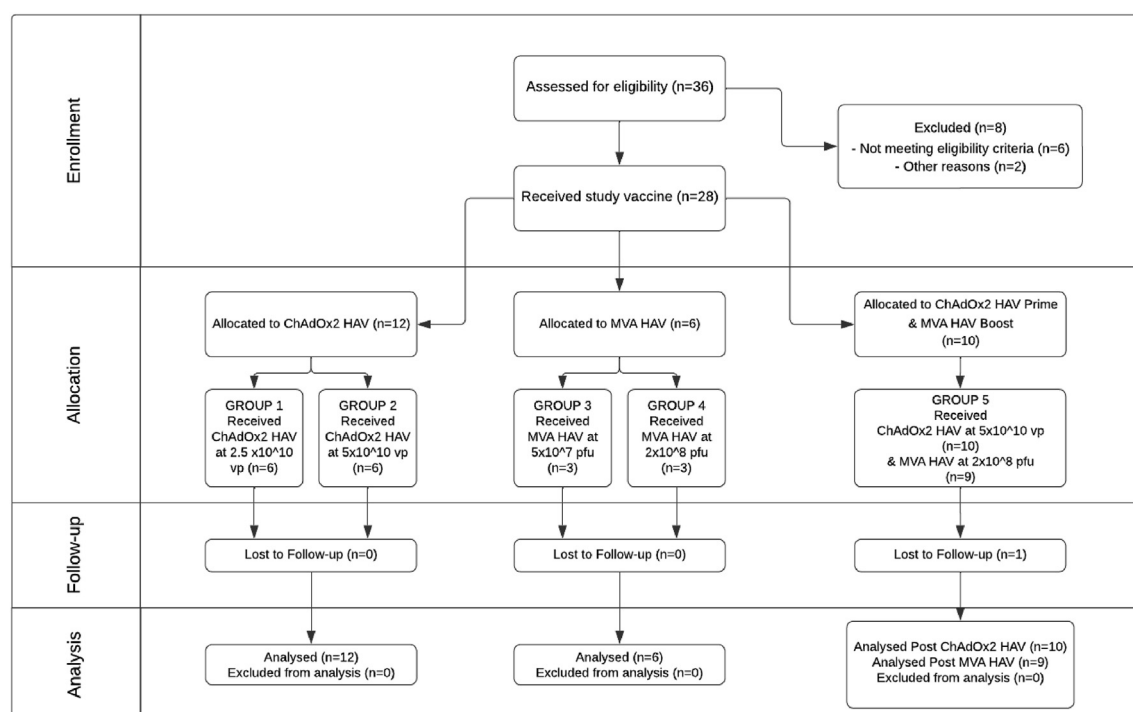 Enrollment
Assessed for eligibility (n=36)
Excluded (n=8)
- Not meeting eligibility criteria (n=6)
- Other reasons (n=2)
Received study vaccine (n=28)
Allocation
Allocated to ChAdOx2 HAV (n=12)
Allocated to MVA HAV (n=6)
Allocated to ChAdOx2 HAV Prime
& MVA HAV Boost
(n=10)
GROUP 1
Received
ChAdOx2 HAV
at 2.5 x10^10
vp (n=6)
GROUP 2
Received
ChAdOx2 HAV
at 5x10^10 vp
(n=6)
GROUP 3
Received
MVA HAV at
5x10^7 pfu
(n=3)
GROUP 4
Received
MVA HAV at
2x10^8 pfu
(n=3)
GROUP 5
Received
ChAdOx2 HAV at 5x10^10 vp
(n=10)
& MVA HAV at 2x10^8 pfu
(n=9)
Follow-up
Lost to Follow-up (n=0)
Lost to Follow-up (n=0)
Lost to Follow-up (n=1)
Analysis
Analysed (n=12)
Excluded from analysis (n=0)
Analysed (n=6)
Excluded from analysis (n=0)
Analysed Post ChAdOx2 HAV (n=10)
Analysed Post MVA HAV (n=9)
Excluded from analysis (n=0)